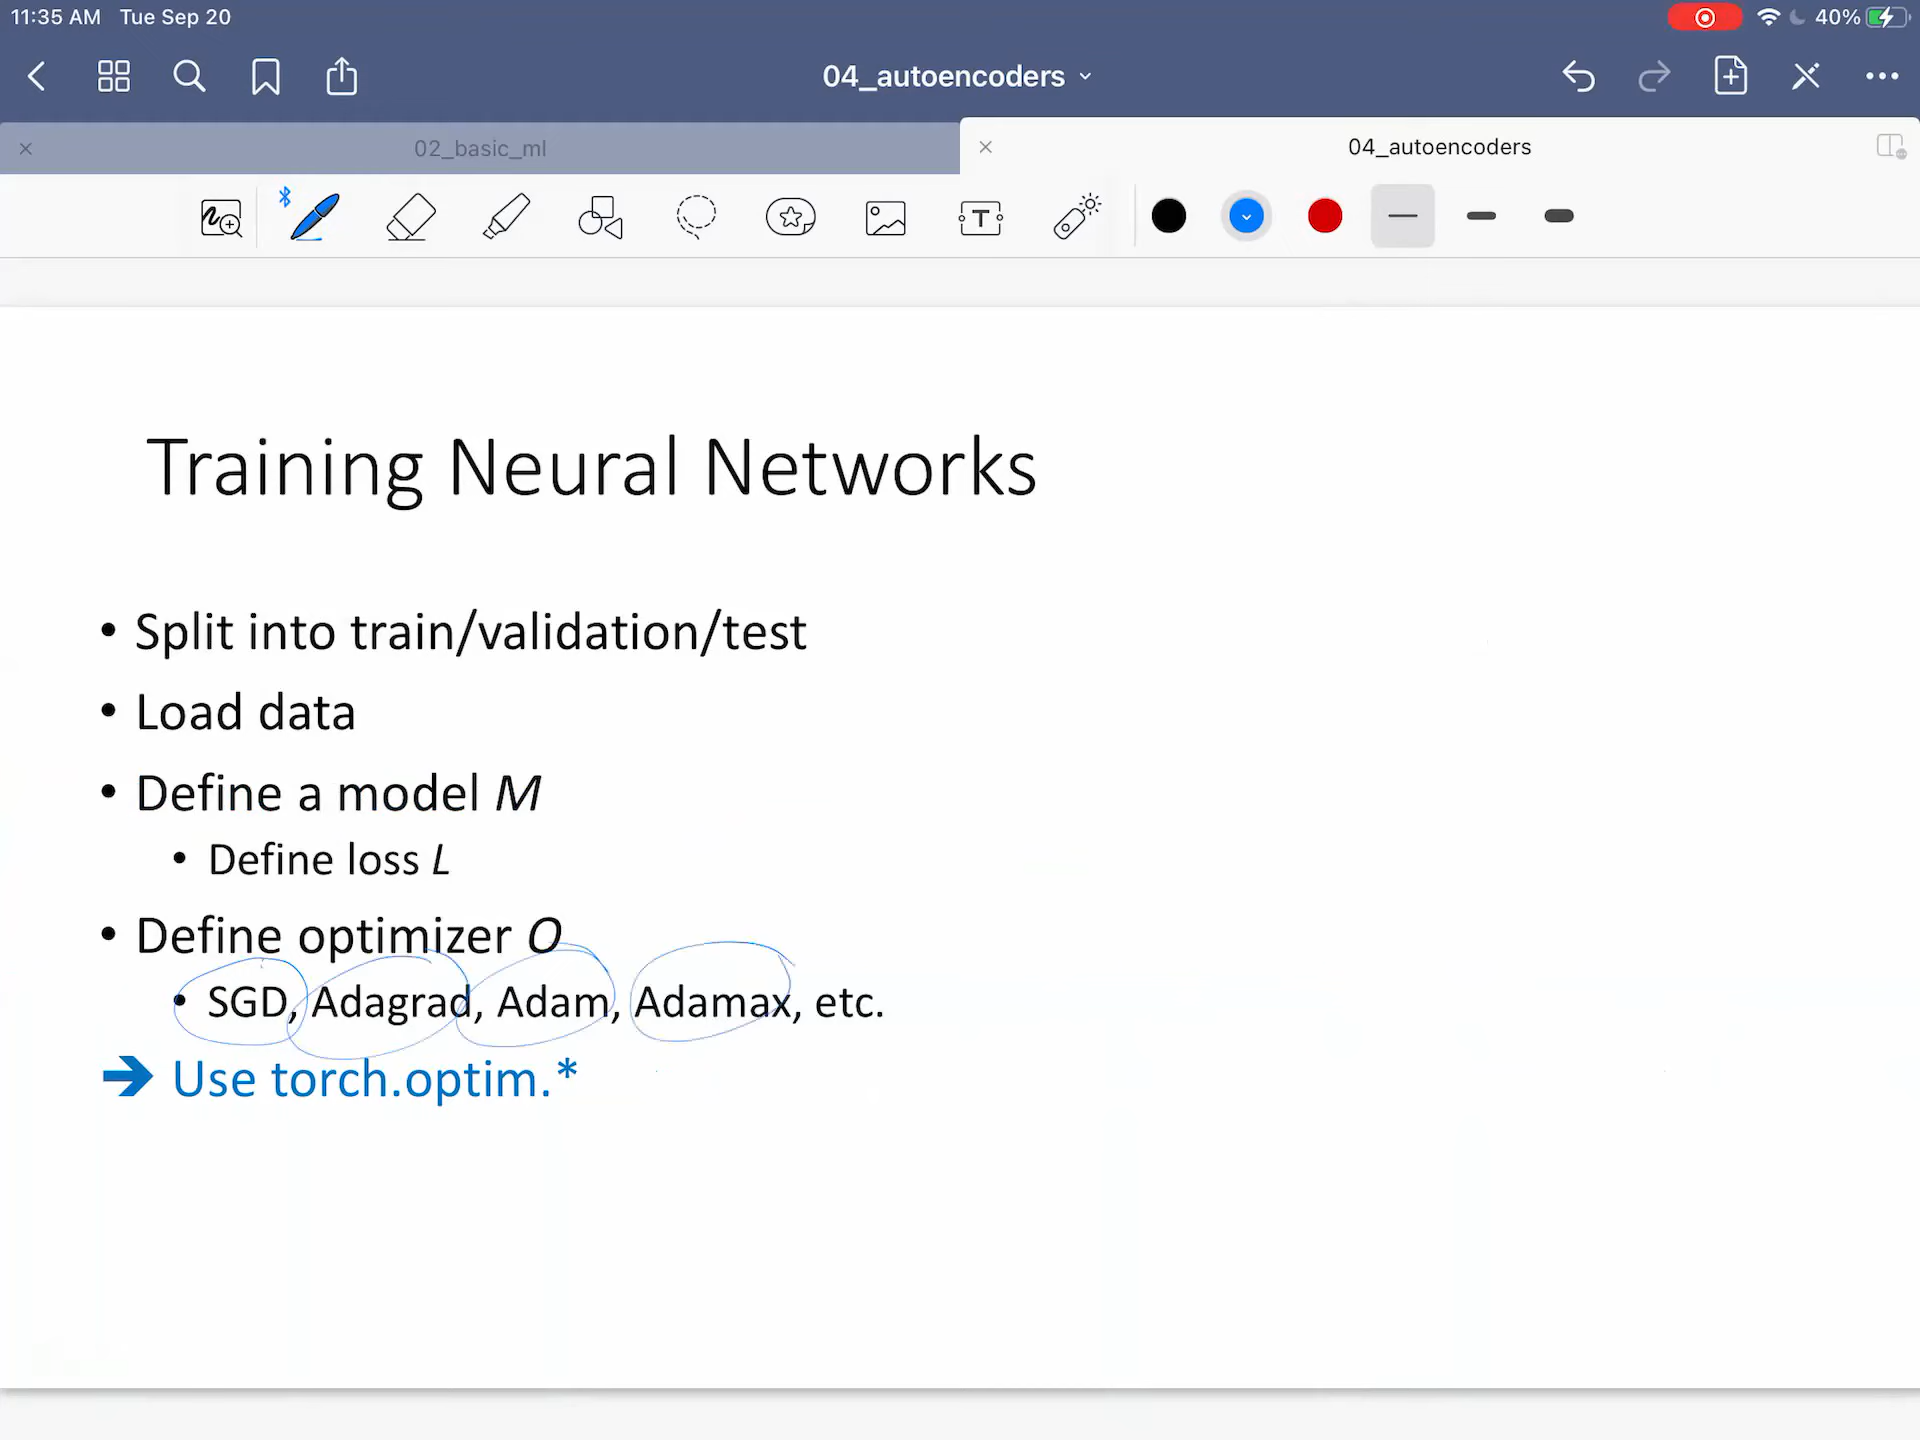 11:35 AM Tue Sep 20
40%
04_autoencoders
02_basic_ml
04_autoencoders
T
Training Neural Networks
• Split into train/validation/test
• Load data
• Define a model M
• Define loss L
• Define optimizer O
• SGD, Adagrad, Adam, Adamax, etc.
➔ Use torch.optim.*